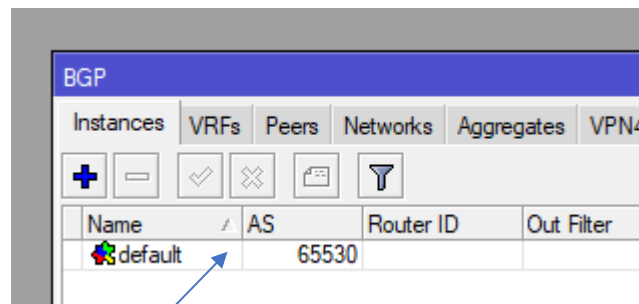 BGP
Instances VRFs Peers Networks Aggregates VPN4
Name AS Router ID Out Filter
default 65530